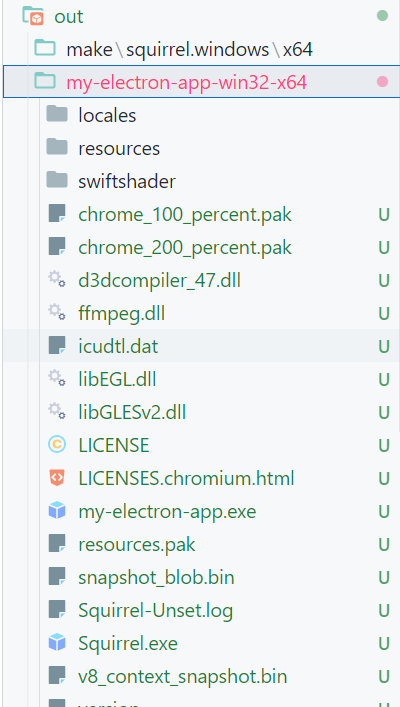 out
make\squirrel.windows\x64
my-electron-app-win32-x64
locales
resources
swiftshader
chrome_100_percent.pak U
chrome_200_percent.pak U
d3dcompiler_47.dll U
ffmpeg.dll U
icudtl.dat U
libEGL.dll U
libGLESv2.dll U
LICENSE U
LICENSES.chromium.html U
my-electron-app.exe U
resources.pak U
snapshot_blob.bin U
Squirrel-Unset.log U
Squirrel.exe U
v8_context_snapshot.bin U
version